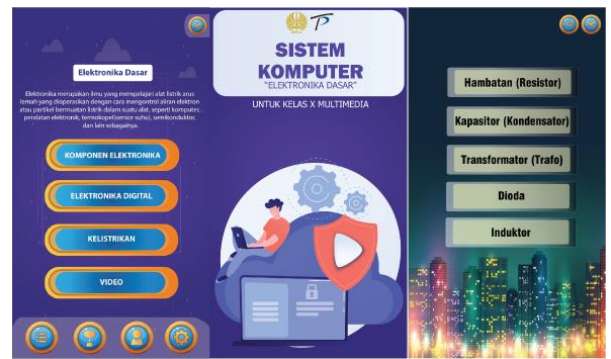 Elektronika Dasar
Elektronika merupakan ilmu yang mempelajari alat listrik arus
lemah yang dioperasikan dengan cara mengontrol aliran elektron
atau partikel bermuatan listrik dalam suatu alat, seperti komputer,
peralatan elektronik, termokopel(sensor suhu), semikonduktor,
dan lain sebagainya.
KOMPONEN ELEKTRONIKA
ELEKTRONIKA DIGITAL
KELISTRIKAN
VIDEO
SISTEM
KOMPUTER
"ELEKTRONIKA DASAR"
UNTUK KELAS X MULTIMEDIA
Hambatan (Resistor)
Kapasitor (Kondensator)
Transformator (Trafo)
Dioda
Induktor